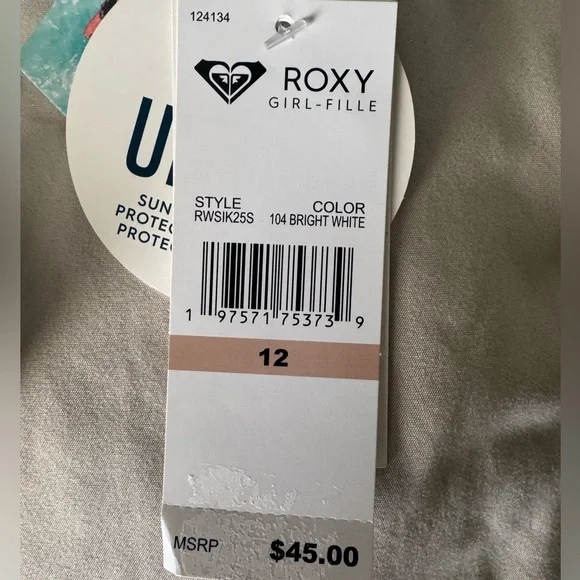 124134
ROXY
GIRL-FILLE
STYLE COLOR
RWSIK25S 104 BRIGHT WHITE
1 97571 75373 9
12
MSRP $45.00
U
SUN
PROTEC
PROTEC